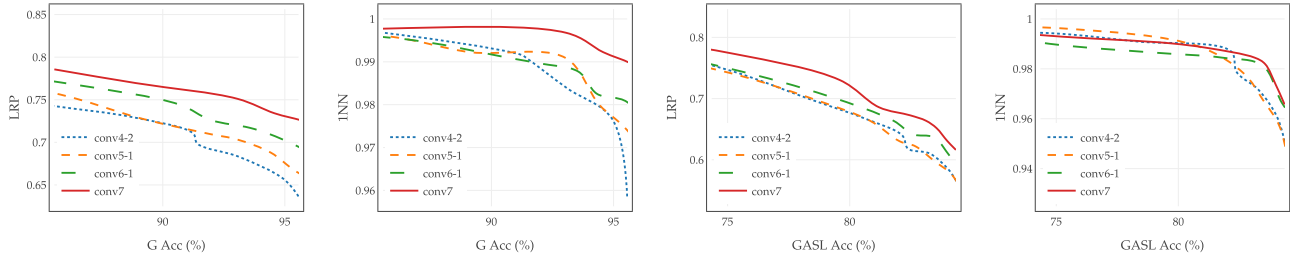 LRP
0.85
0.8
0.75
0.7
0.65
conv4-2
conv5-1
conv6-1
conv7
90
95
G Acc (%)
1NN
1
0.99
0.98
0.97
0.96
conv4-2
conv5-1
conv6-1
conv7
90
95
G Acc (%)
LRP
0.8
0.7
0.6
conv4-2
conv5-1
conv6-1
conv7
75
80
GASL Acc (%)
1NN
1
0.98
0.96
0.94
conv4-2
conv5-1
conv6-1
conv7
75
80
GASL Acc (%)